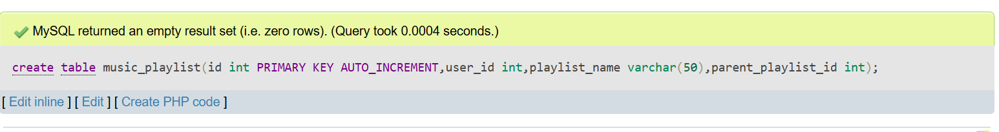 MySQL returned an empty result set (i.e. zero rows). (Query took 0.0004 seconds.)
create table music_playlist(id int PRIMARY KEY AUTO_INCREMENT,user_id int,playlist_name varchar(50),parent_playlist_id int);
[ Edit inline ] [ Edit ] [ Create PHP code ]